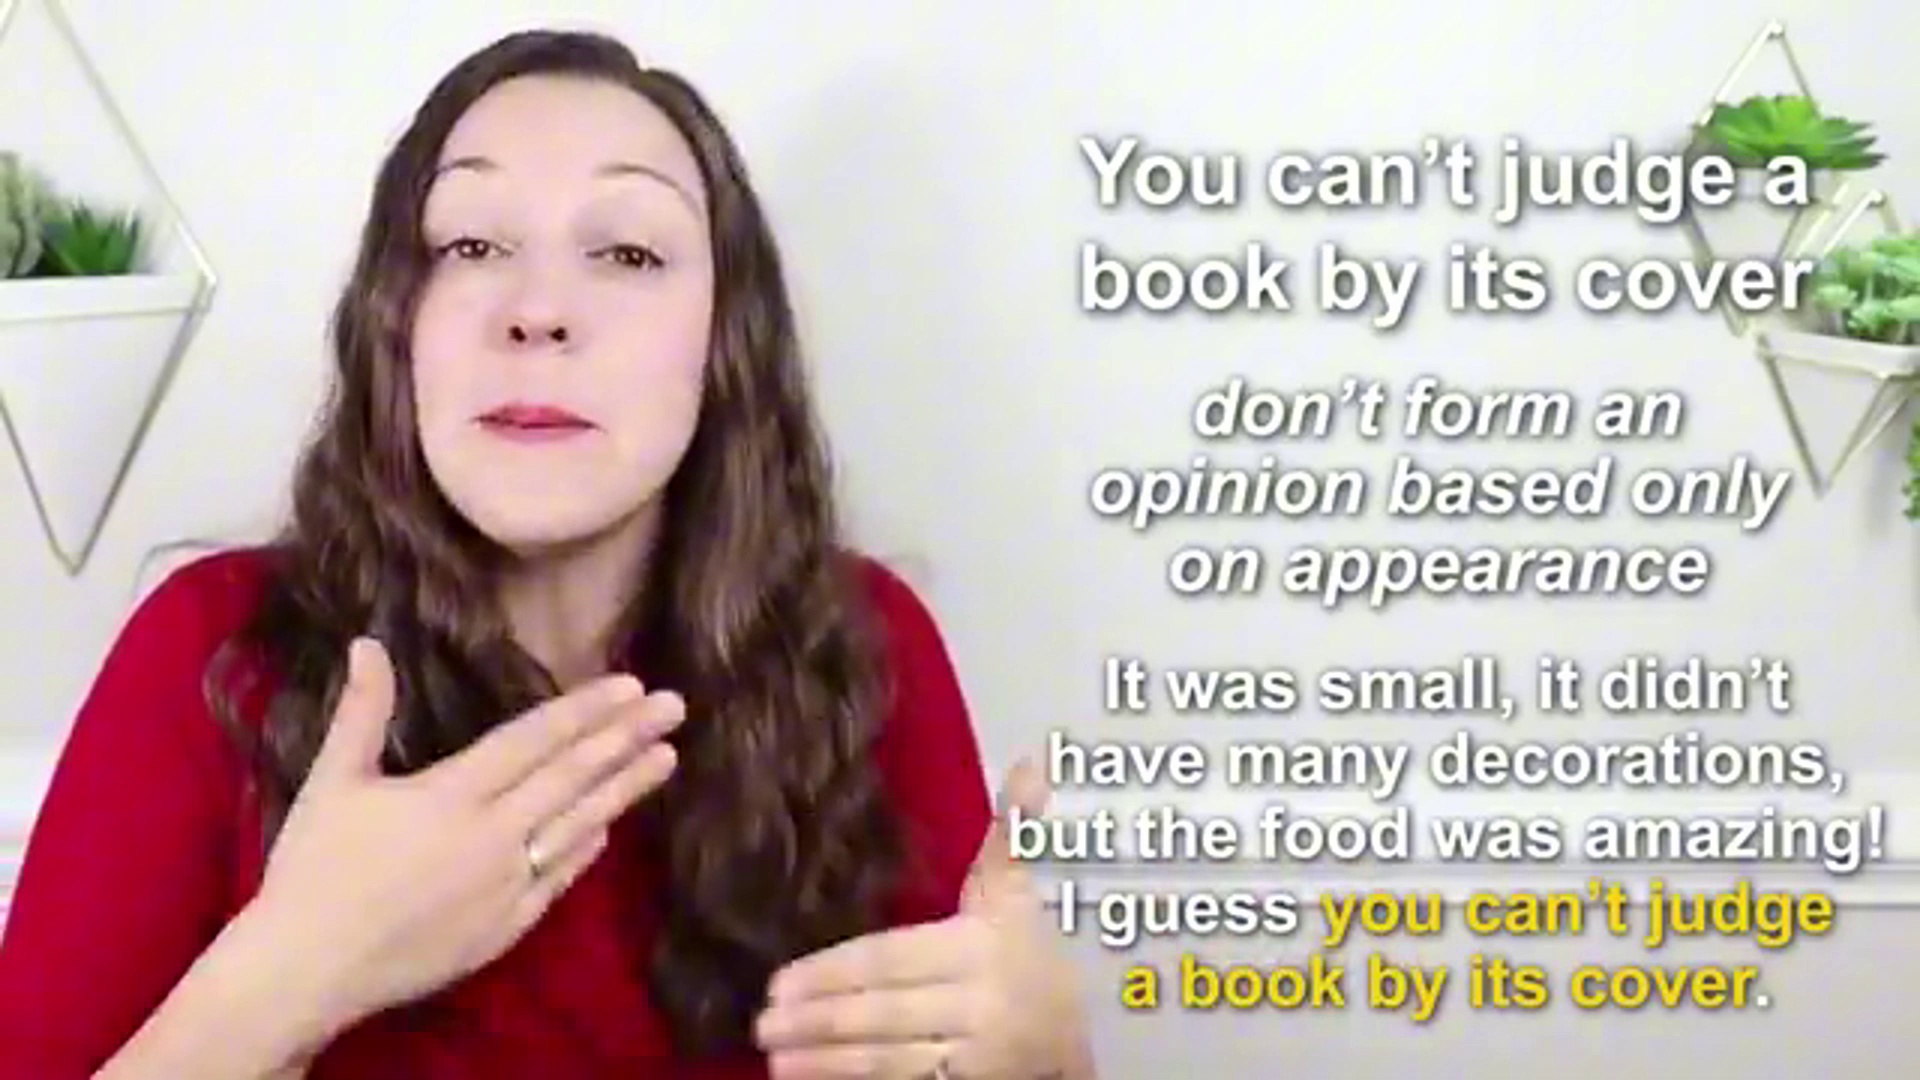 You can't judge a
book by its cover
don't form an
opinion based only
on appearance
It was small, it didn't
have many decorations,
but the food was amazing!
I guess you can't judge
a book by its cover.